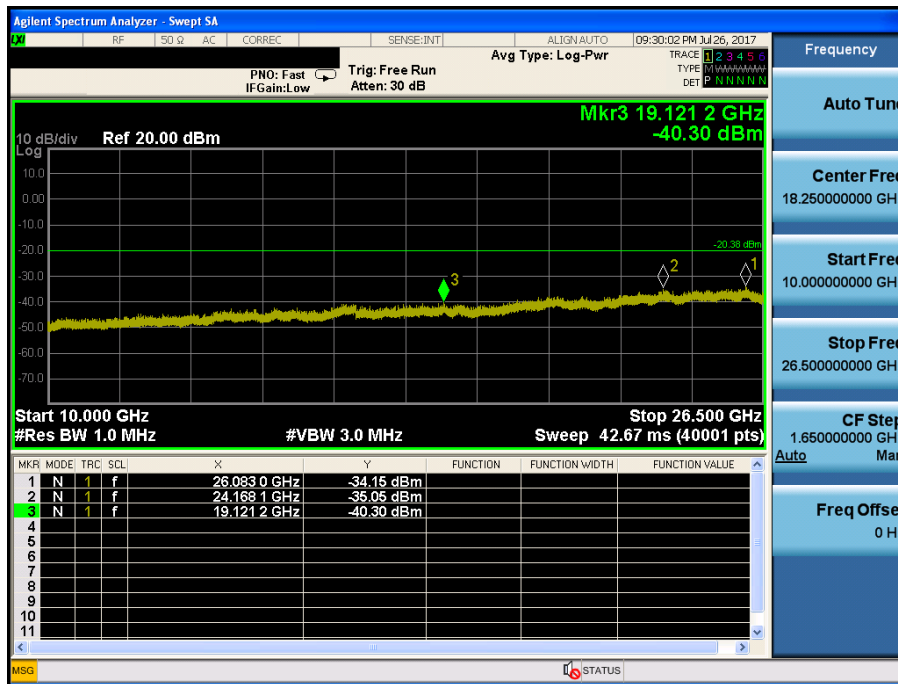 Agilent Spectrum Analyzer - Swept SA
LXI RF 50 Ω AC CORREC SENSE:INT ALIGN AUTO 09:30:02 PM Jul 26, 2017
Avg Type: Log-Pwr
TRACE 1 2 3 4 5 6
TYPE M
DET P N N N N N
PNO: Fast
IFGain:Low
Trig: Free Run
Atten: 30 dB
Mkr3 19.121 2 GHz
-40.30 dBm
10 dB/div Ref 20.00 dBm
Log
10.0
0.00
-10.0
-20.0
-20.38 dBm
-30.0
-40.0
-50.0
-60.0
-70.0
3
2
1
Start 10.000 GHz Stop 26.500 GHz
#Res BW 1.0 MHz #VBW 3.0 MHz Sweep 42.67 ms (40001 pts)
MKR MODE TRC SCL X Y FUNCTION FUNCTION WIDTH FUNCTION VALUE
1 N 1 f 26.083 0 GHz -34.15 dBm
2 N 1 f 24.168 1 GHz -35.05 dBm
3 N 1 f 19.121 2 GHz -40.30 dBm
4
5
6
7
8
9
10
11
MSG STATUS
Frequency
Auto Tun
Center Fre
18.250000000 GH
Start Fre
10.000000000 GH
Stop Fre
26.500000000 GH
CF Step
1.650000000 GH
Auto Man
Freq Offse
0 H